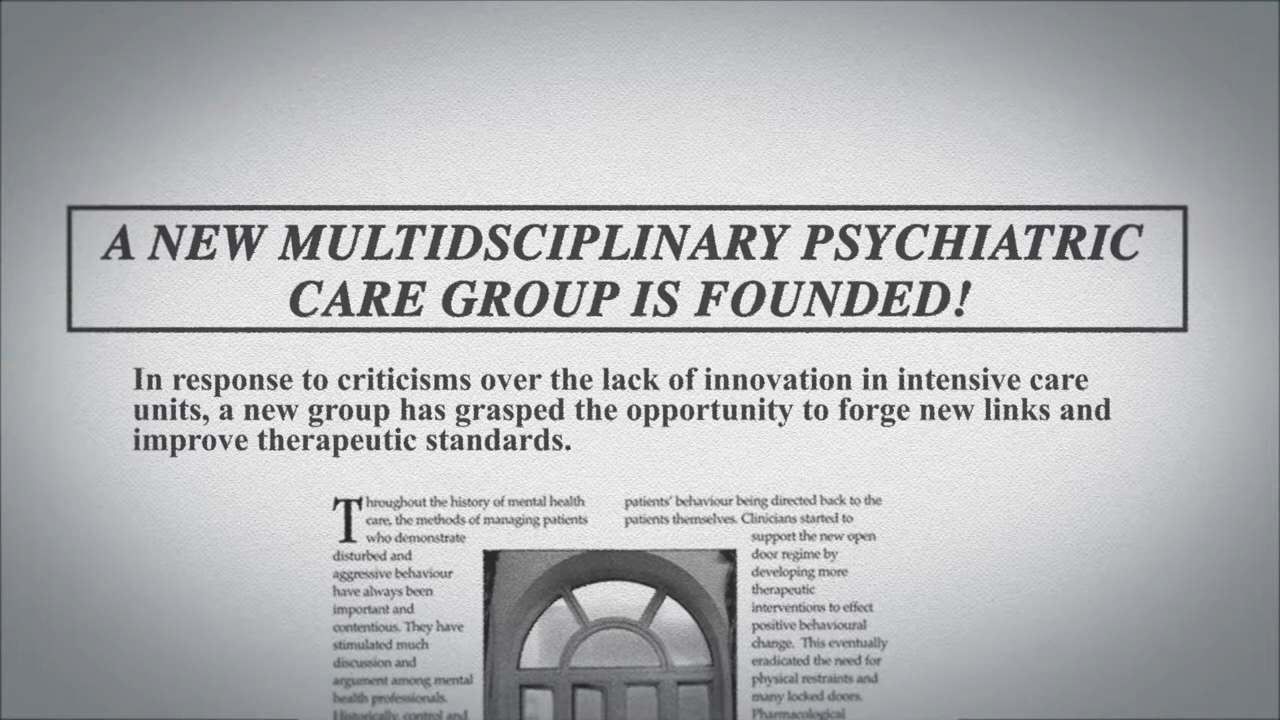 A NEW MULTIDSCIPLINARY PSYCHIATRIC
CARE GROUP IS FOUNDED!
In response to criticisms over the lack of innovation in intensive care
units, a new group has grasped the opportunity to forge new links and
improve therapeutic standards.
Throughout the history of mental health
care, the methods of managing patients
who demonstrate
disturbed and
aggressive behaviour
have always been
important and
contentious. They have
stimulated much
discussion and
argument among mental
health professionals.
Historically, control and
patients' behaviour being directed back to the
patients themselves. Clinicians started to
support the new open
door regime by
developing more
therapeutic
interventions to effect
positive behavioural
change. This eventually
eradicated the need for
physical restraints and
many locked doors.
Pharmacological